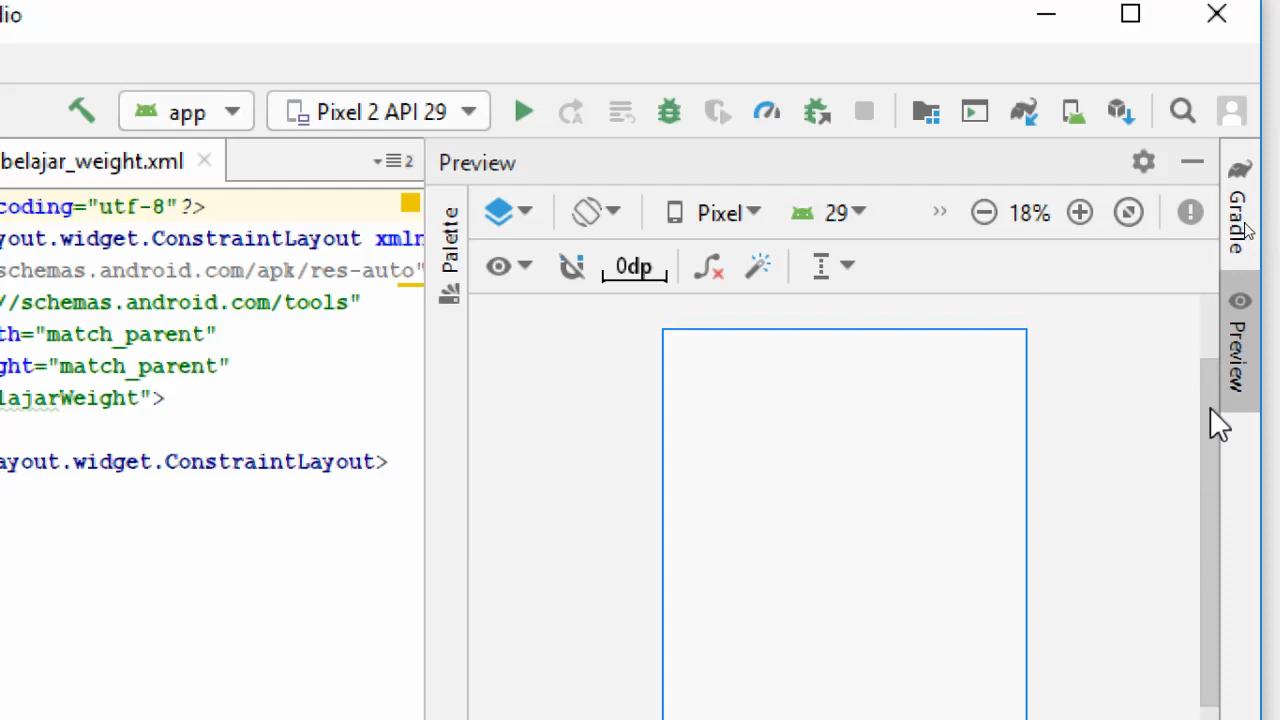 lio
app
Pixel 2 API 29
belajar_weight.xml
2
Preview
coding="utf-8"?>
Pixel
29
18%
ayout.widget.ConstraintLayout xmln
schemas.android.com/apk/res-auto"
0dp
//schemas.android.com/tools"
th="match_parent"
ght="match_parent"
lajarWeight">
ayout.widget.ConstraintLayout>
Palette
Gradle
Preview